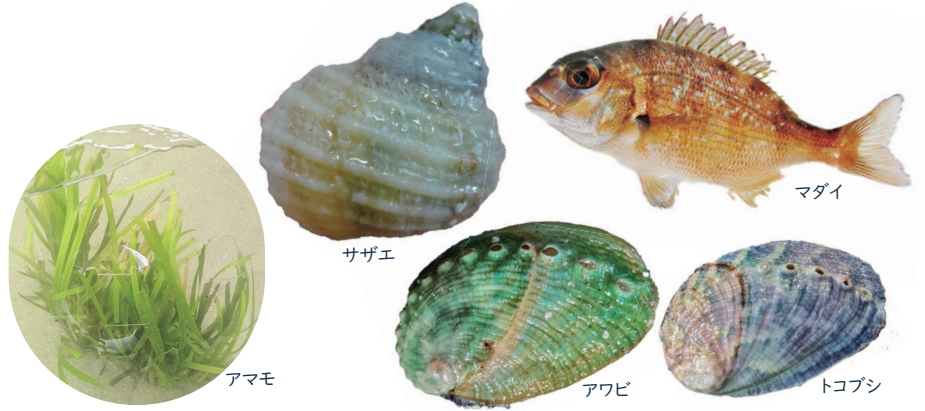 サザエ
マダイ
アマモ
アワビ
トコブシ